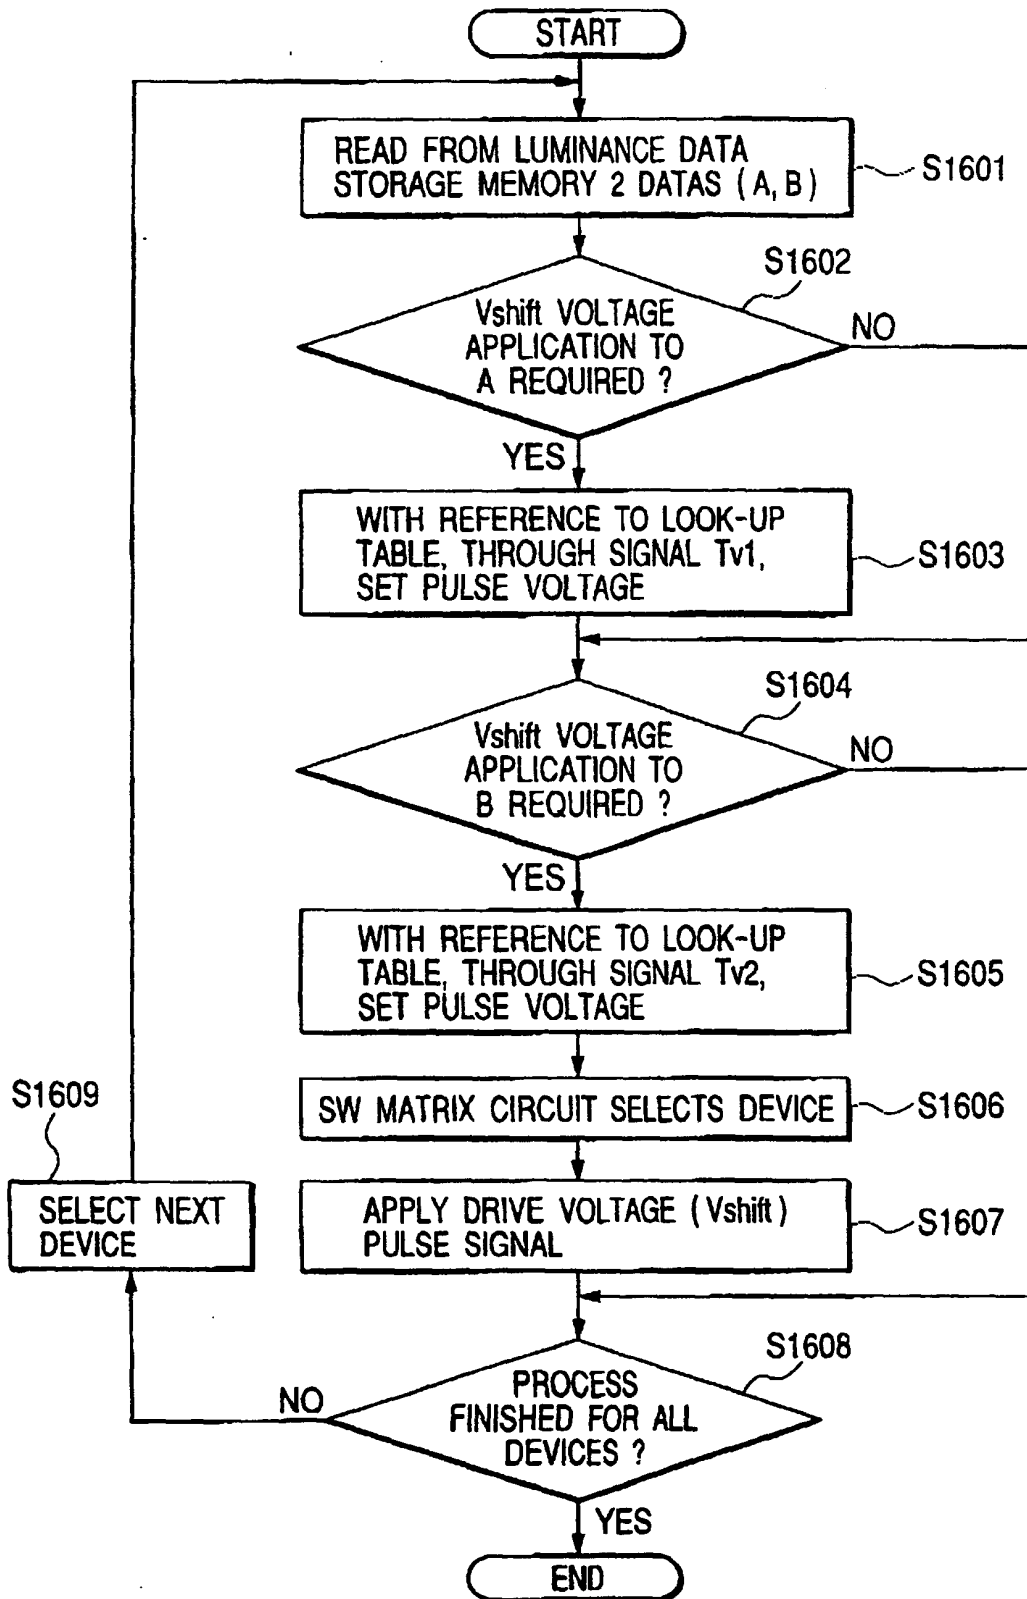 START
READ FROM LUMINANCE DATA
STORAGE MEMORY 2 DATAS (A, B)
S1601
S1602
Vshift VOLTAGE
APPLICATION TO
A REQUIRED ?
NO
YES
WITH REFERENCE TO LOOK-UP
TABLE, THROUGH SIGNAL Tv1,
SET PULSE VOLTAGE
S1603
S1604
Vshift VOLTAGE
APPLICATION TO
B REQUIRED ?
NO
YES
WITH REFERENCE TO LOOK-UP
TABLE, THROUGH SIGNAL Tv2,
SET PULSE VOLTAGE
S1605
SW MATRIX CIRCUIT SELECTS DEVICE
S1606
S1609
SELECT NEXT
DEVICE
APPLY DRIVE VOLTAGE (Vshift)
PULSE SIGNAL
S1607
S1608
PROCESS
FINISHED FOR ALL
DEVICES ?
NO
YES
END